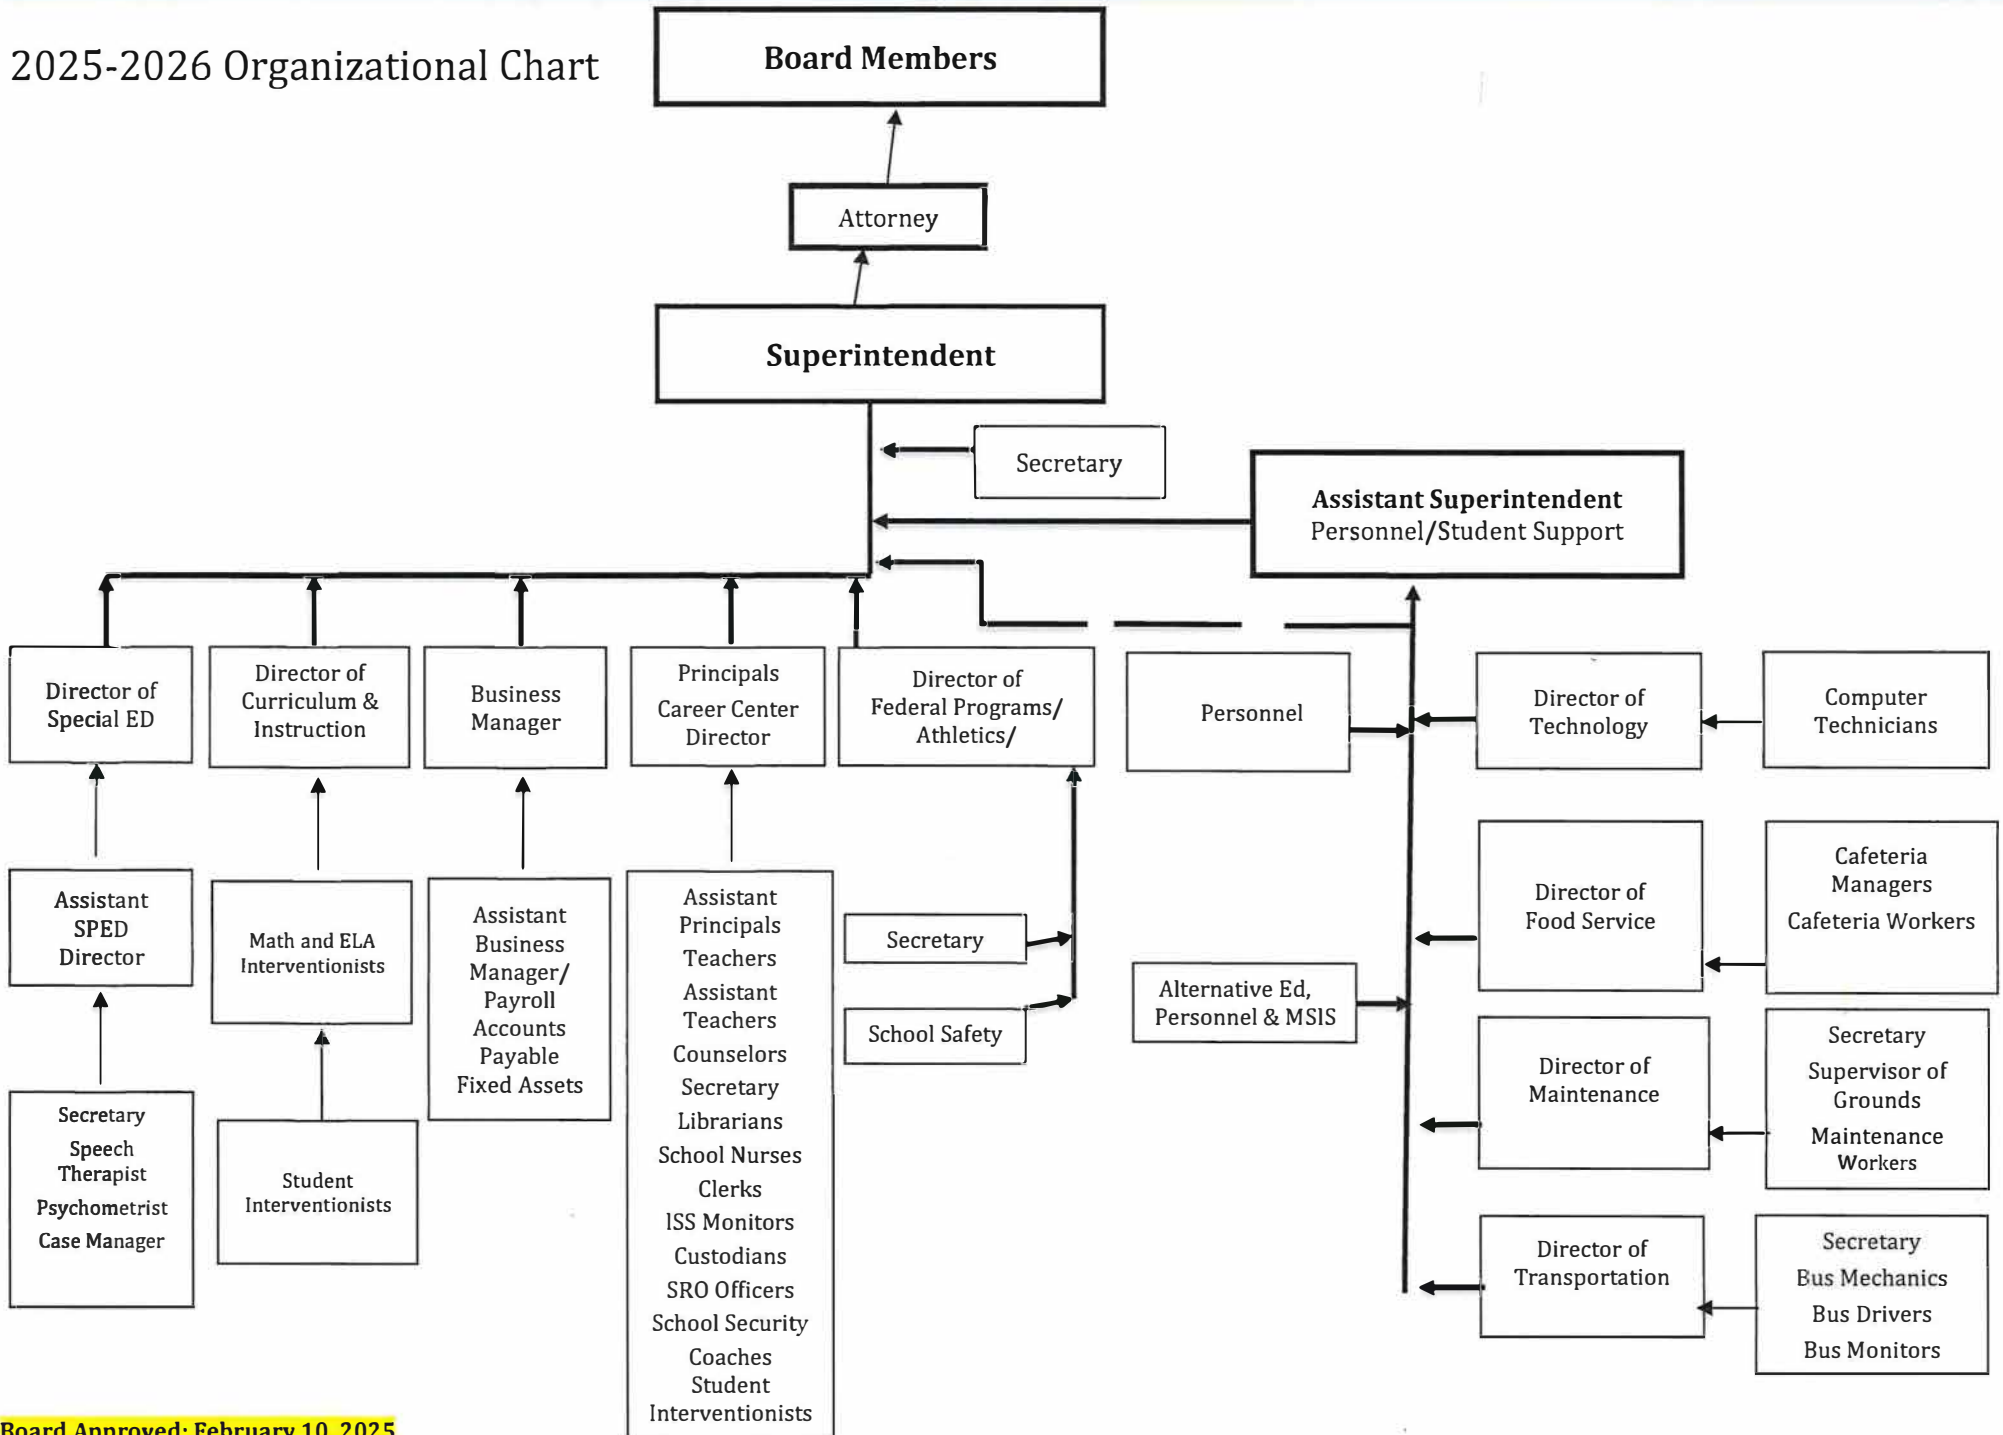 2025-2026 Organizational Chart
Board Members
Attorney
Superintendent
Secretary
Assistant Superintendent
Personnel/Student Support
Director of
Special ED
Director of
Curriculum &
Instruction
Business
Manager
Principals
Career Center
Director
Director of
Federal Programs/
Athletics/
Personnel
Director of
Technology
Computer
Technicians
Assistant
SPED
Director
Math and ELA
Interventionists
Assistant
Business
Manager/
Payroll
Accounts
Payable
Fixed Assets
Assistant
Principals
Teachers
Assistant
Teachers
Counselors
Secretary
Librarians
School Nurses
Clerks
ISS Monitors
Custodians
SRO Officers
School Security
Coaches
Student
Interventionists
Secretary
School Safety
Alternative Ed,
Personnel & MSIS
Director of
Food Service
Cafeteria
Managers
Cafeteria Workers
Director of
Maintenance
Secretary
Supervisor of
Grounds
Maintenance
Workers
Director of
Transportation
Secretary
Bus Mechanics
Bus Drivers
Bus Monitors
Secretary
Speech
Therapist
Psychometrist
Case Manager
Student
Interventionists
Board Approved: February 10, 2025